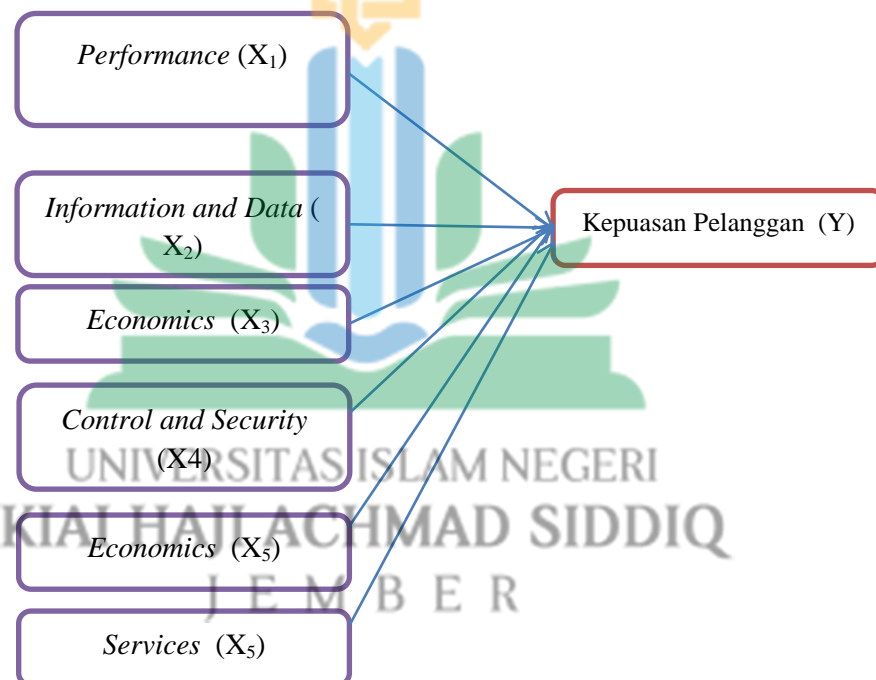 Performance (X₁)
Information and Data (
X₂)
Kepuasan Pelanggan (Y)
Economics (X₃)
Control and Security
(X4)
UNIVERSITAS ISLAM NEGERI
KIAI HAJI ACHMAD SIDDIQ
Economics (X₅)
JEMBER
Services (X₅)